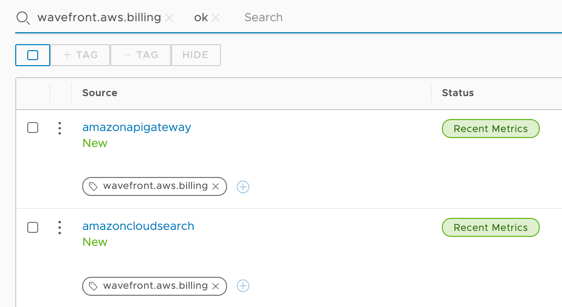 wavefront.aws.billing × ok × Search
+ TAG − TAG HIDE
Source Status
amazonapigateway Recent Metrics
New
wavefront.aws.billing ×
amazoncloudsearch Recent Metrics
New
wavefront.aws.billing ×